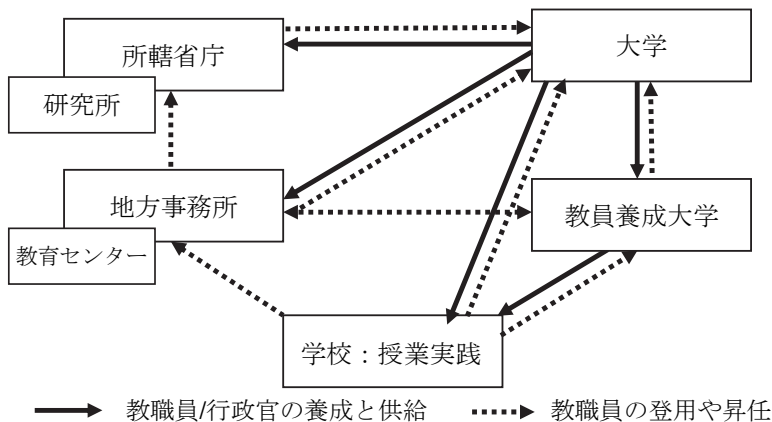 所轄省庁
大学
研究所
地方事務所
教員養成大学
教育センター
学校：授業実践
教職員/行政官の養成と供給
教職員の登用や昇任